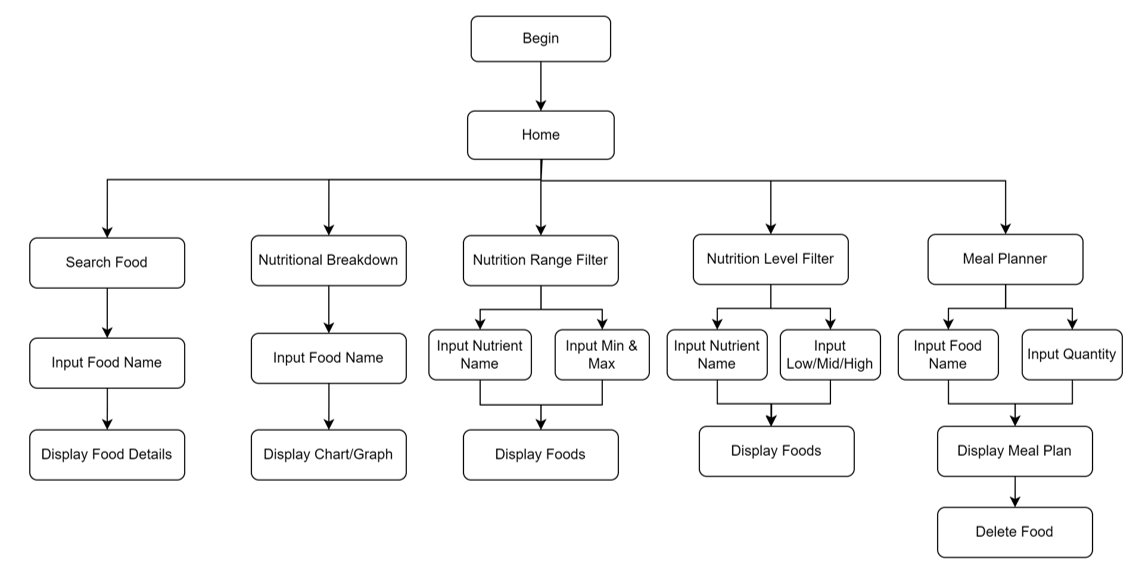 Begin
Home
Search Food
Nutritional Breakdown
Nutrition Range Filter
Nutrition Level Filter
Meal Planner
Input Food Name
Input Food Name
Input Nutrient
Name
Input Min &
Max
Input Nutrient
Name
Input
Low/Mid/High
Input Food
Name
Input Quantity
Display Food Details
Display Chart/Graph
Display Foods
Display Foods
Display Meal Plan
Delete Food